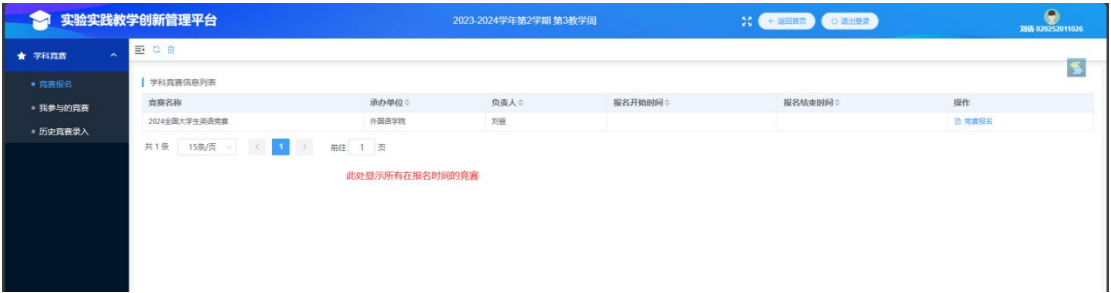 实验实践教学创新管理平台
2023-2024学年第2学期 第3教学周
返回首页
退出登录
020252011026
学科竞赛
竞赛报名
我参与的竞赛
历史竞赛录入
学科竞赛信息列表
竞赛名称 承办单位 负责人 报名开始时间 报名结束时间 操作
2024全国大学生英语竞赛 外国语学院 竞赛报名
共1条 15条/页 1 前往 1 页
此处显示所有在报名时间的竞赛